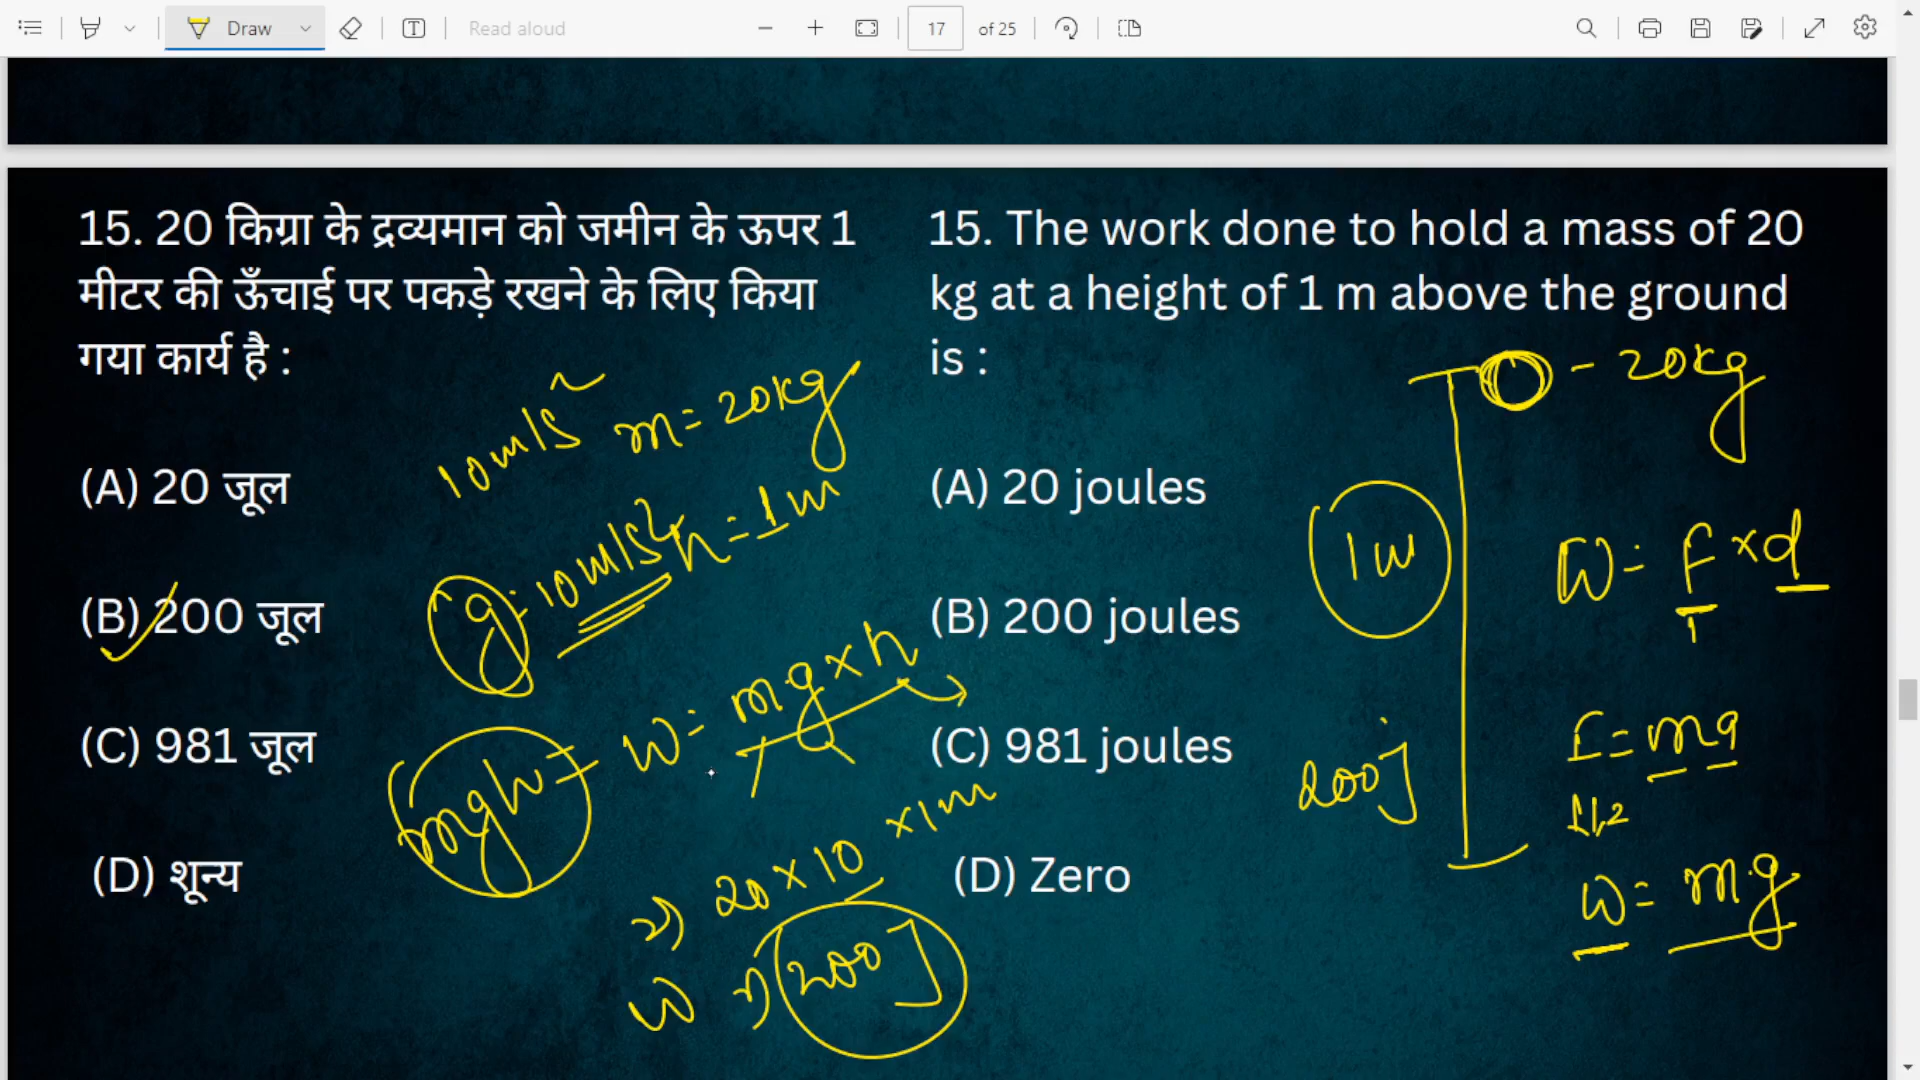 Draw
Read aloud
17
of 25
15. 20 किग्रा के द्रव्यमान को जमीन के ऊपर 1
मीटर की ऊँचाई पर पकड़े रखने के लिए किया
गया कार्य है :
(A) 20 जूल
(B) 200 जूल
(C) 981 जूल
(D) शून्य
10m/s²
m=20kg
g=10m/s²
h=1m
mgh =
W= mg×h
20×10×1m
W 200J
15. The work done to hold a mass of 20
kg at a height of 1 m above the ground
is :
(A) 20 joules
(B) 200 joules
(C) 981 joules
(D) Zero
- 20kg
1m
W= F×d
200J
F=mg
W= mg